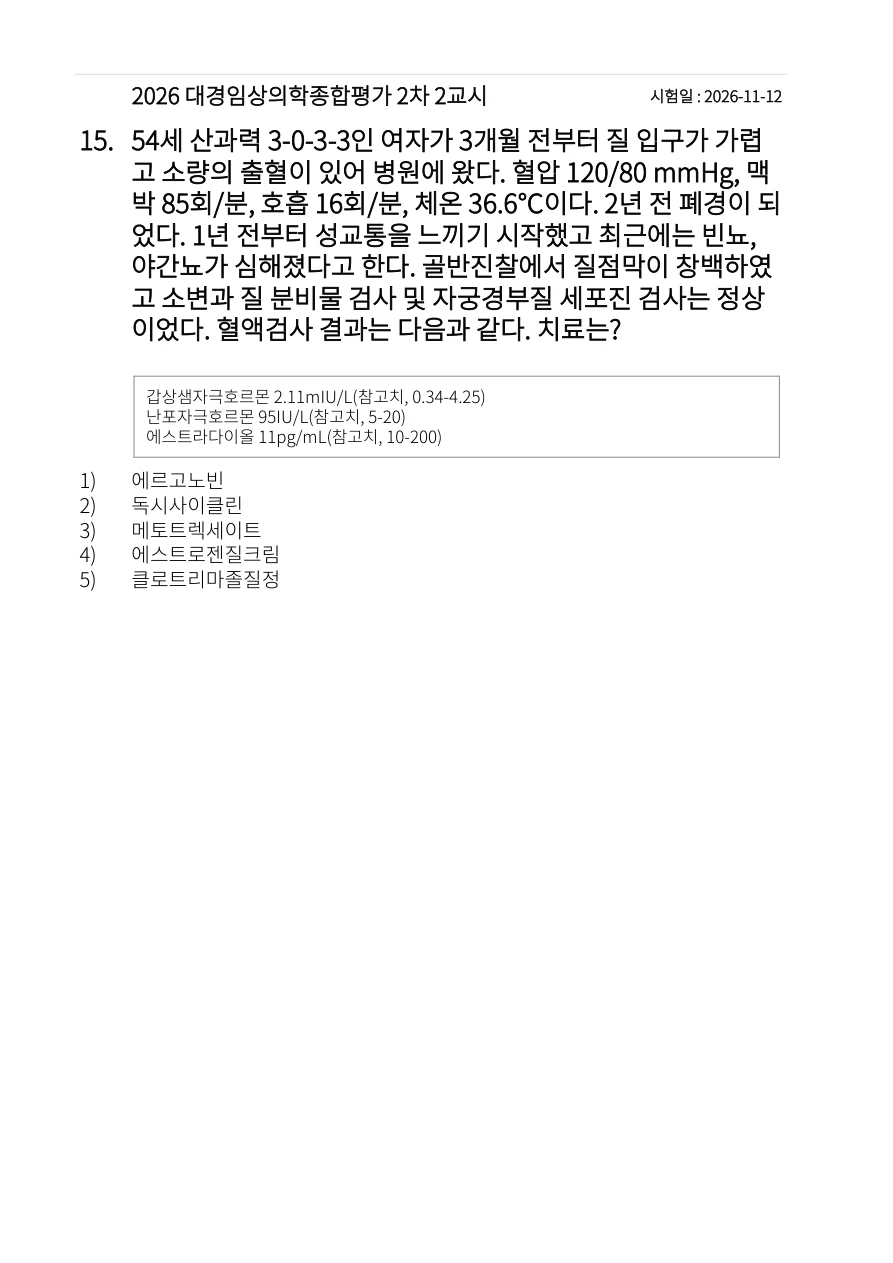 2026 대경임상의학종합평가 2차 2교시
시험일 : 2026-11-12
15. 54세 산과력 3-0-3-3인 여자가 3개월 전부터 질 입구가 가렵
고 소량의 출혈이 있어 병원에 왔다. 혈압 120/80 mmHg, 맥
박 85회/분, 호흡 16회/분, 체온 36.6℃이다. 2년 전 폐경이 되
었다. 1년 전부터 성교통을 느끼기 시작했고 최근에는 빈뇨,
야간뇨가 심해졌다고 한다. 골반진찰에서 질점막이 창백하였
고 소변과 질 분비물 검사 및 자궁경부질 세포진 검사는 정상
이었다. 혈액검사 결과는 다음과 같다. 치료는?
갑상샘자극호르몬 2.11mIU/L(참고치, 0.34-4.25)
난포자극호르몬 95IU/L(참고치, 5-20)
에스트라다이올 11pg/mL(참고치, 10-200)
1) 에르고노빈
2) 독시사이클린
3) 메토트렉세이트
4) 에스트로젠질크림
5) 클로트리마졸질정